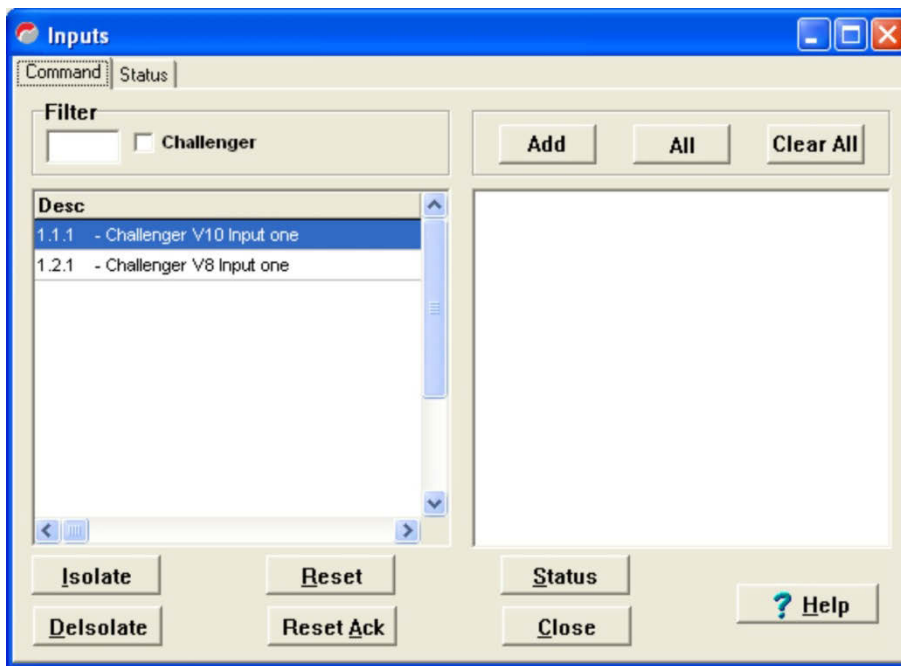 Inputs
Command Status
Filter
Challenger
Add All Clear All
Desc
1.1.1 - Challenger V10 Input one
1.2.1 - Challenger V8 Input one
Isolate Reset Status
? Help
DeIsolate Reset Ack Close